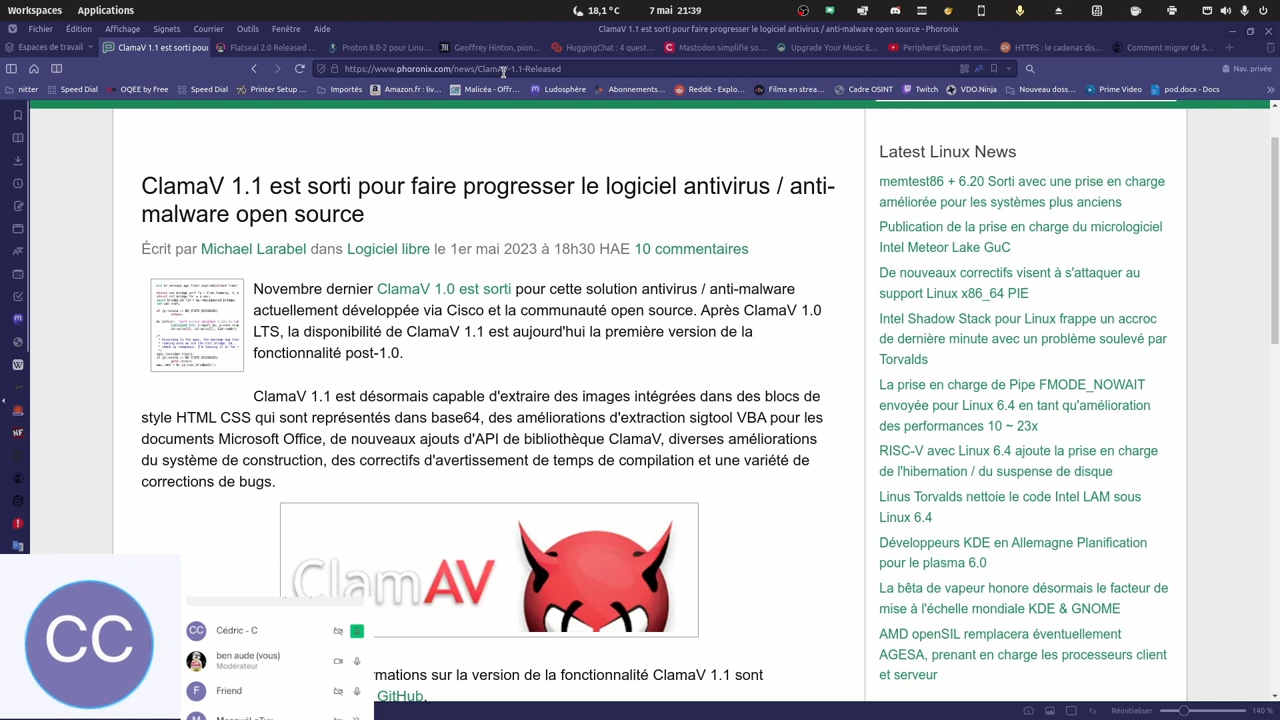 Applications
Workspaces
18,1°C
2 mai 11:03
Fichier Édition Affichage Signets Fenêtre Outils Aide
ClamaV 1.1 est sorti pour faire progresser le logiciel antivirus / anti-malware open source - Phoronix
Espaces de travail
ClamaV 1.1 est sorti pou
Flatseal 2.0 Released ...
Proton 8.0-2 pour Linu
Geoffrey Hinton, pion
HuggingChat : 4 quest
Mastodon simplifie so
Upgrade Your Music E
Peripheral Support on
HTTPS : le cadenas dis
Comment migrer de S
https://www.phoronix.com/news/ClamAV-1.1-Released
Nav. privée
nitter Speed Dial OQEE by Free Speed Dial Printer Setup ... Importés Amazon.fr : liv... Malicéa - Offi... Ludosphère Abonnements... Reddit - Explo... Films en strea... Cadre OSINT Twitch VDO.Ninja Nouveau doss... Prime Video pod.docx - Docs
ClamaV 1.1 est sorti pour faire progresser le logiciel antivirus / anti-
malware open source
Écrit par Michael Larabel dans Logiciel libre le 1er mai 2023 à 18h30 HAE 10 commentaires
Novembre dernier ClamaV 1.0 est sorti pour cette solution antivirus / anti-malware
actuellement développée via Cisco et la communauté open source. Après ClamaV 1.0
LTS, la disponibilité de ClamaV 1.1 est aujourd'hui la première version de la
fonctionnalité post-1.0.
ClamaV 1.1 est désormais capable d'extraire des images intégrées dans des blocs de
style HTML CSS qui sont représentés dans base64, des améliorations d'extraction sigtool VBA pour les
documents Microsoft Office, de nouveaux ajouts d'API de bibliothèque ClamaV, diverses améliorations
du système de construction, des correctifs d'avertissement de temps de compilation et une variété de
corrections de bugs.
ClamAV
rmations sur la version de la fonctionnalité ClamaV 1.1 sont
GitHub.
Latest Linux News
memtest86 + 6.20 Sorti avec une prise en charge
améliorée pour les systèmes plus anciens
Publication de la prise en charge du micrologiciel
Intel Meteor Lake GuC
De nouveaux correctifs visent à s'attaquer au
support Linux x86_64 PIE
Intel Shadow Stack pour Linux frappe un accroc
de dernière minute avec un problème soulevé par
Torvalds
La prise en charge de Pipe FMODE_NOWAIT
envoyée pour Linux 6.4 en tant qu'amélioration
des performances 10 ~ 23x
RISC-V avec Linux 6.4 ajoute la prise en charge
de l'hibernation / du suspense de disque
Linus Torvalds nettoie le code Intel LAM sous
Linux 6.4
Développeurs KDE en Allemagne Planification
pour le plasma 6.0
La bêta de vapeur honore désormais le facteur de
mise à l'échelle mondiale KDE & GNOME
AMD openSIL remplacera éventuellement
AGESA, prenant en charge les processeurs client
et serveur
CC
CC Cédric - C
ben aude (vous)
Modérateur
F Friend
Réinitialiser
140 %